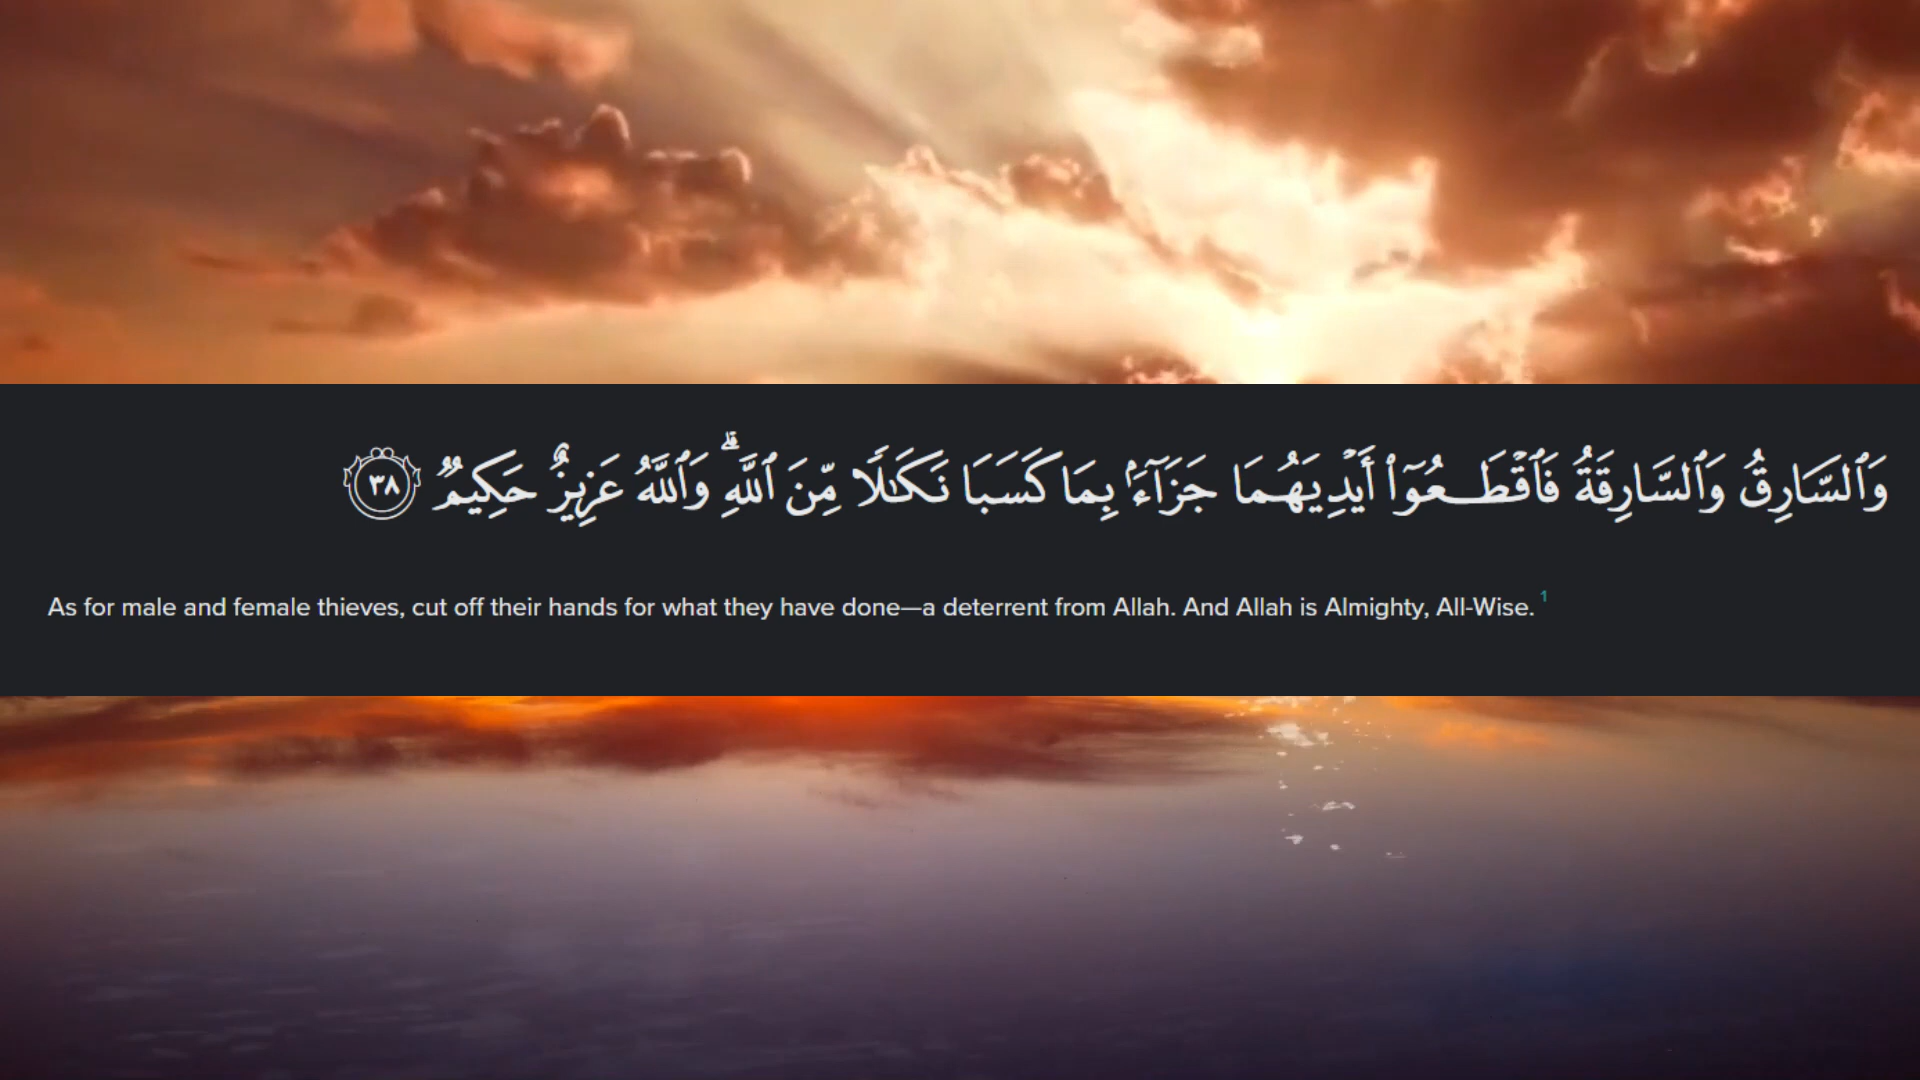 وَٱلسَّارِقُ وَٱلسَّارِقَةُ فَٱقْطَعُوٓا۟ أَيْدِيَهُمَا جَزَآءًۢ بِمَا كَسَبَا نَكَـٰلًا مِّنَ ٱللَّهِ ۗ وَٱللَّهُ عَزِيزٌ حَكِيمٌۭ ٣٨
As for male and female thieves, cut off their hands for what they have done—a deterrent from Allah. And Allah is Almighty, All-Wise. 1